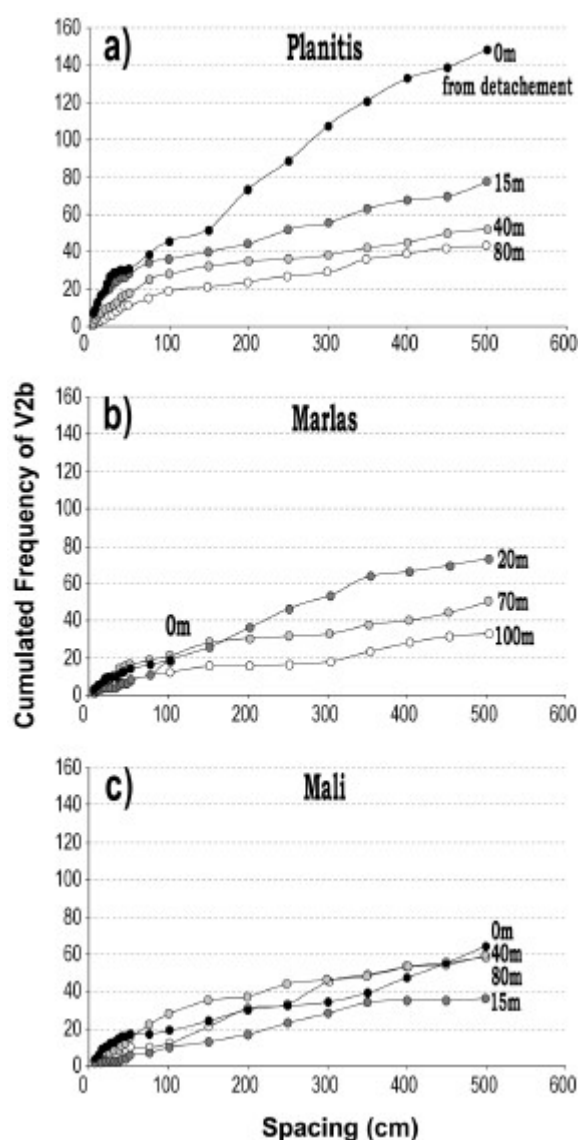 a)
Planitis
0m
from detachement
15m
40m
80m
160
140
120
100
80
60
40
20
0
0 100 200 300 400 500 600
Cumulated Frequency of V2b
b)
Marlas
0m
20m
70m
100m
160
140
120
100
80
60
40
20
0
0 100 200 300 400 500 600
c)
Mali
0m
40m
80m
15m
160
140
120
100
80
60
40
20
0
0 100 200 300 400 500 600
Spacing (cm)